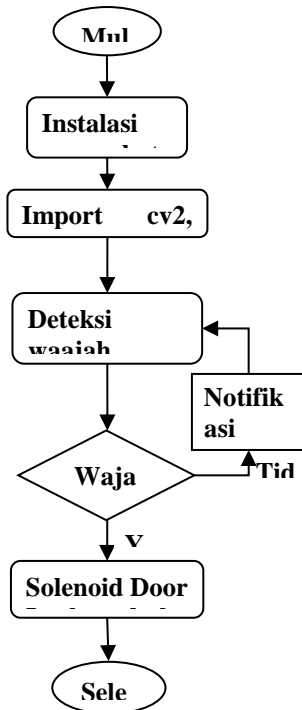 Mul
Instalasi
Import cv2,
Deteksi
waajah
Notifik
asi
Waja
Tid
Y
Solenoid Door
Sele